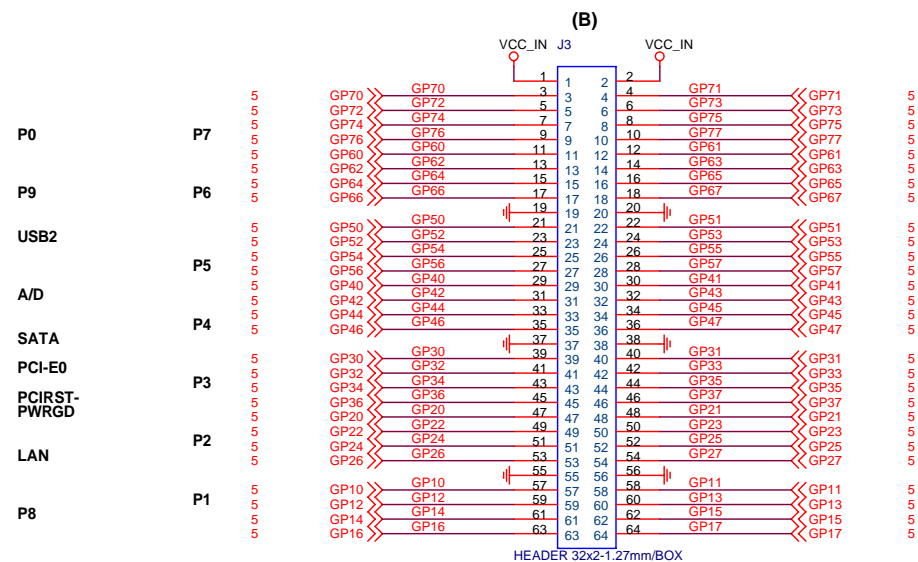 (B)
VCC_IN J3 VCC_IN
1 1 2 2
5 GP70 GP70 3 3 4 4 GP71 GP71 5
5 GP72 GP72 5 5 6 6 GP73 GP73 5
5 GP74 GP74 7 7 8 8 GP75 GP75 5
P0 P7 5 GP76 GP76 9 9 10 10 GP77 GP77 5
5 GP60 GP60 11 11 12 12 GP61 GP61 5
5 GP62 GP62 13 13 14 14 GP63 GP63 5
5 GP64 GP64 15 15 16 16 GP65 GP65 5
P9 P6 5 GP66 GP66 17 17 18 18 GP67 GP67 5
19 19 20 20
USB2 5 GP50 GP50 21 21 22 22 GP51 GP51 5
5 GP52 GP52 23 23 24 24 GP53 GP53 5
5 GP54 GP54 25 25 26 26 GP55 GP55 5
P5 5 GP56 GP56 27 27 28 28 GP57 GP57 5
5 GP40 GP40 29 29 30 30 GP41 GP41 5
A/D 5 GP42 GP42 31 31 32 32 GP43 GP43 5
5 GP44 GP44 33 33 34 34 GP45 GP45 5
P4 5 GP46 GP46 35 35 36 36 GP47 GP47 5
SATA 37 37 38 38
5 GP30 GP30 39 39 40 40 GP31 GP31 5
PCI-E0 5 GP32 GP32 41 41 42 42 GP33 GP33 5
P3 5 GP34 GP34 43 43 44 44 GP35 GP35 5
PCIRST- 5 GP36 GP36 45 45 46 46 GP37 GP37 5
PWRGD 5 GP20 GP20 47 47 48 48 GP21 GP21 5
5 GP22 GP22 49 49 50 50 GP23 GP23 5
P2 5 GP24 GP24 51 51 52 52 GP25 GP25 5
LAN 5 GP26 GP26 53 53 54 54 GP27 GP27 5
55 55 56 56
5 GP10 GP10 57 57 58 58 GP11 GP11 5
P1 5 GP12 GP12 59 59 60 60 GP13 GP13 5
P8 5 GP14 GP14 61 61 62 62 GP15 GP15 5
5 GP16 GP16 63 63 64 64 GP17 GP17 5
HEADER 32x2-1.27mm/BOX